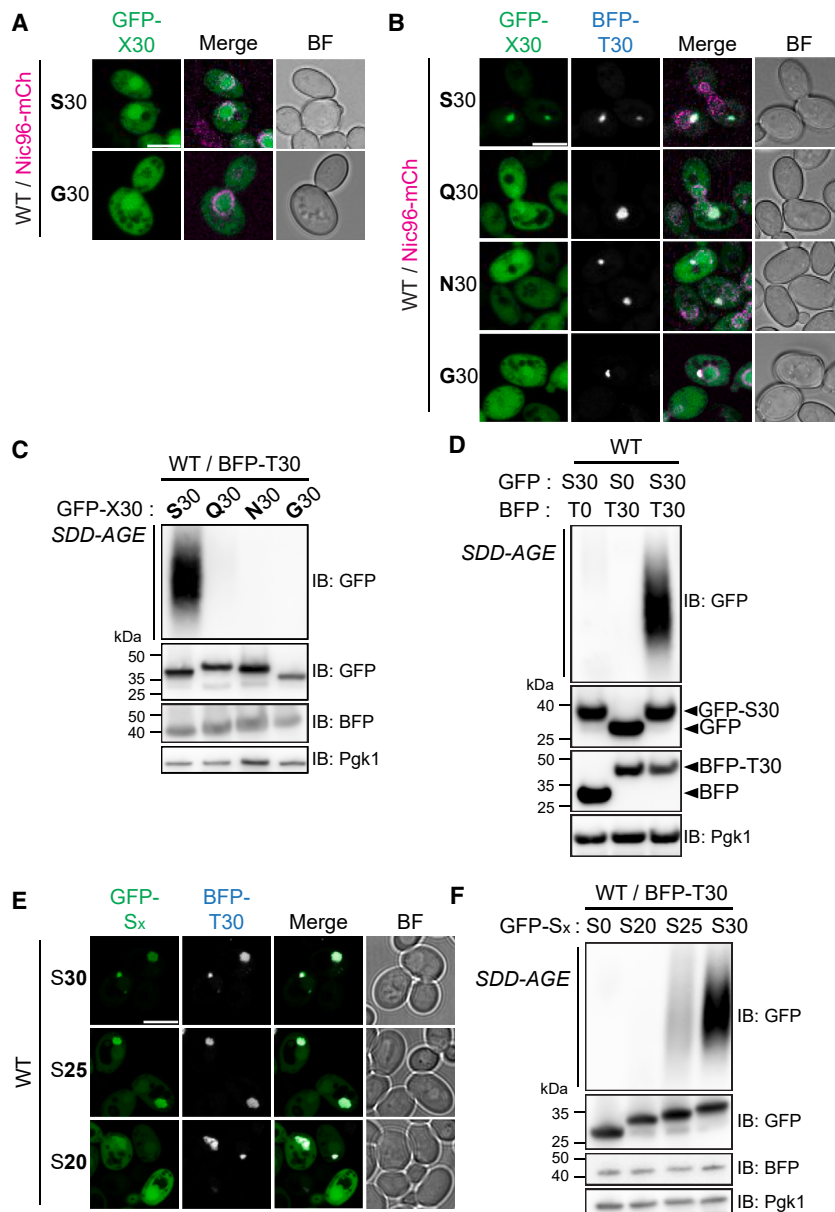 A
GFP-
X30 Merge BF
S30
G30
WT / Nic96-mCh
B
GFP- BFP-
X30 T30 Merge BF
S30
Q30
N30
G30
WT / Nic96-mCh
C
WT / BFP-T30
GFP-X30 : S30 Q30 N30 G30
SDD-AGE
IB: GFP
kDa
50
35
25
IB: GFP
50
40
IB: BFP
IB: Pgk1
D
WT
GFP : S30 S0 S30
BFP : T0 T30 T30
SDD-AGE
IB: GFP
kDa
40
25
GFP-S30
GFP
50
35
25
BFP-T30
BFP
IB: Pgk1
E
GFP- BFP-
Sx T30 Merge BF
S30
S25
S20
WT
F
WT / BFP-T30
GFP-Sx : S0 S20 S25 S30
SDD-AGE
IB: GFP
kDa
35
25
IB: GFP
50
40
IB: BFP
IB: Pgk1